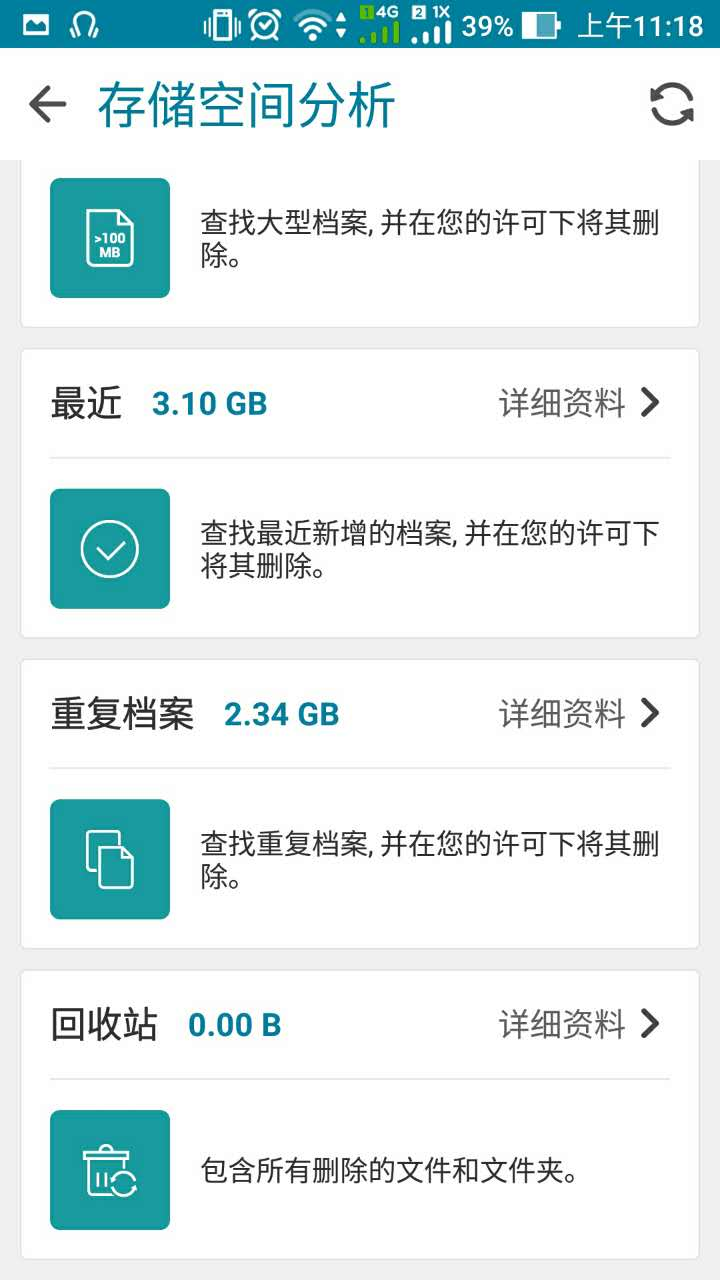 1 4G 2 1X 39% 上午11:18
存储空间分析
>100
MB
查找大型档案, 并在您的许可下将其删
除。
最近 3.10 GB 详细资料
查找最近新增的档案, 并在您的许可下
将其删除。
重复档案 2.34 GB 详细资料
查找重复档案, 并在您的许可下将其删
除。
回收站 0.00 B 详细资料
包含所有删除的文件和文件夹。